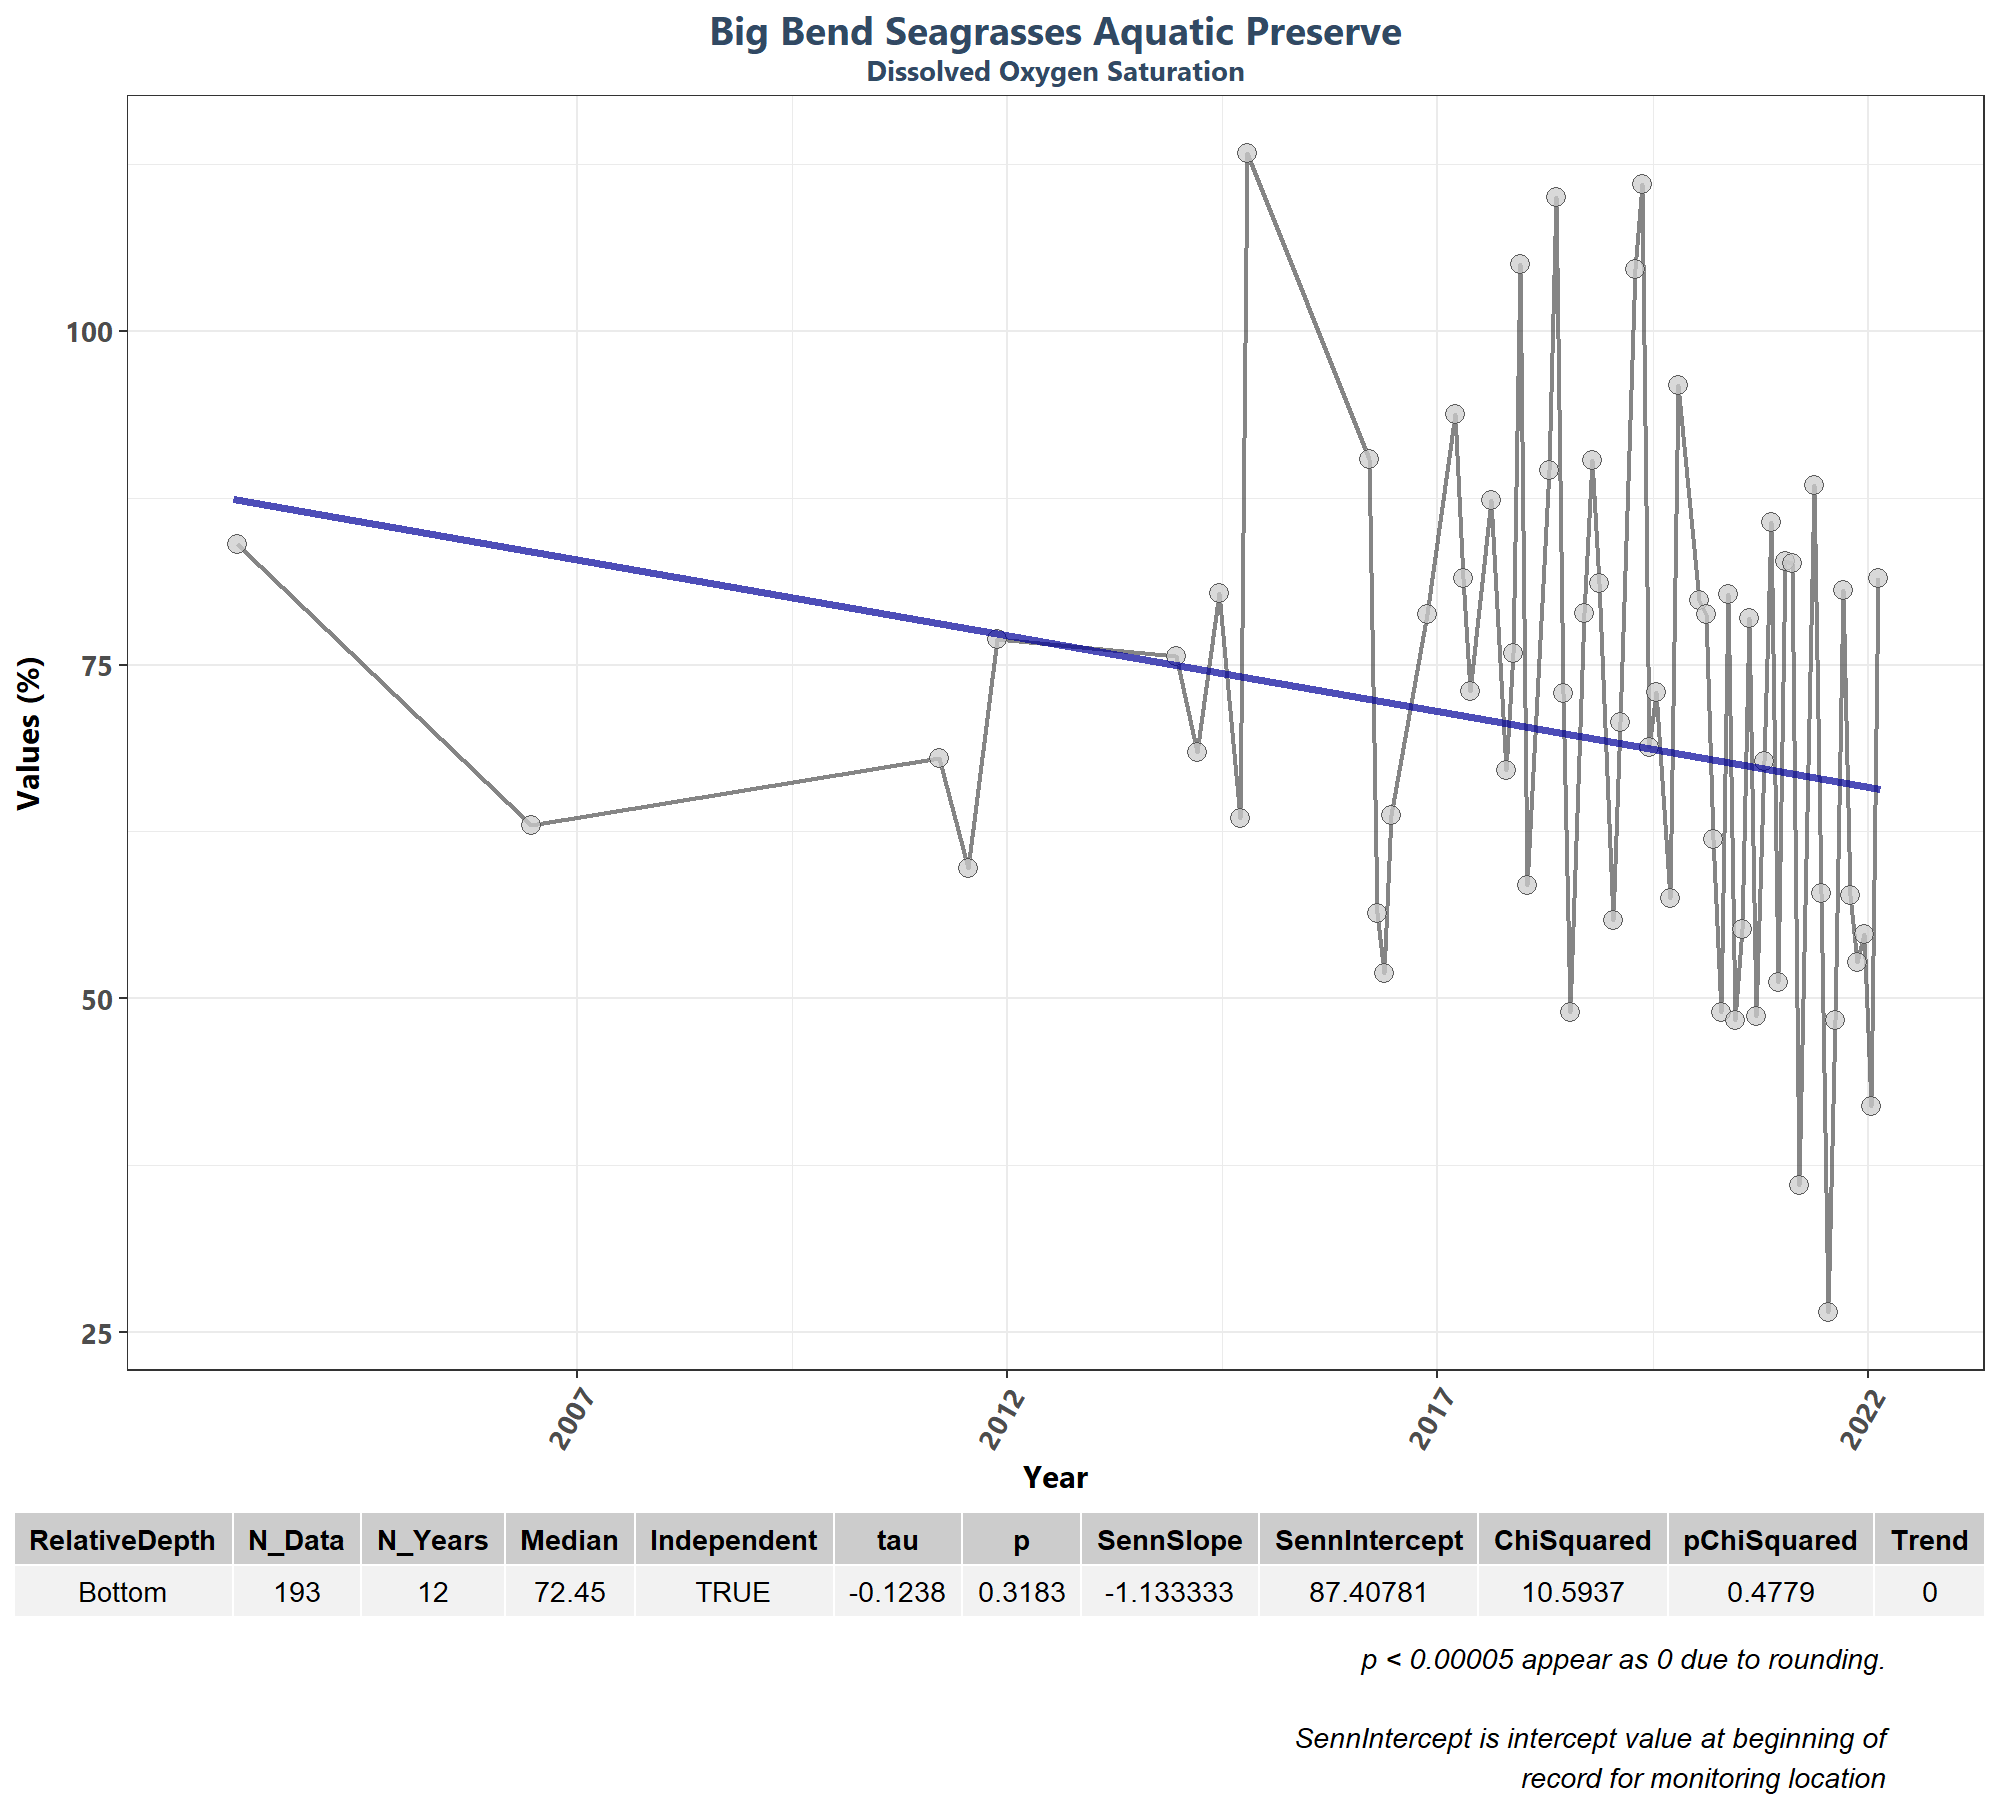 Big Bend Seagrasses Aquatic Preserve
Dissolved Oxygen Saturation
Values (%)
100
75
50
25
2007
2012
2017
2022
Year
RelativeDepth N_Data N_Years Median Independent tau p SennSlope SennIntercept ChiSquared pChiSquared Trend
Bottom 193 12 72.45 TRUE -0.1238 0.3183 -1.133333 87.40781 10.5937 0.4779 0
p < 0.00005 appear as 0 due to rounding.
SennIntercept is intercept value at beginning of
record for monitoring location